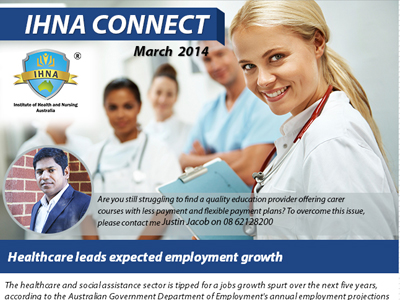 IHNA CONNECT
March 2014
®
IHNA
Institute of Health and Nursing
Australia
Are you still struggling to find a quality education provider offering carer
courses with less payment and flexible payment plans? To overcome this issue,
please contact me Justin Jacob on 08 62128200
Healthcare leads expected employment growth
The healthcare and social assistance sector is tipped for a jobs growth spurt over the next five years,
according to the Australian Government Department of Employment's annual employment projections